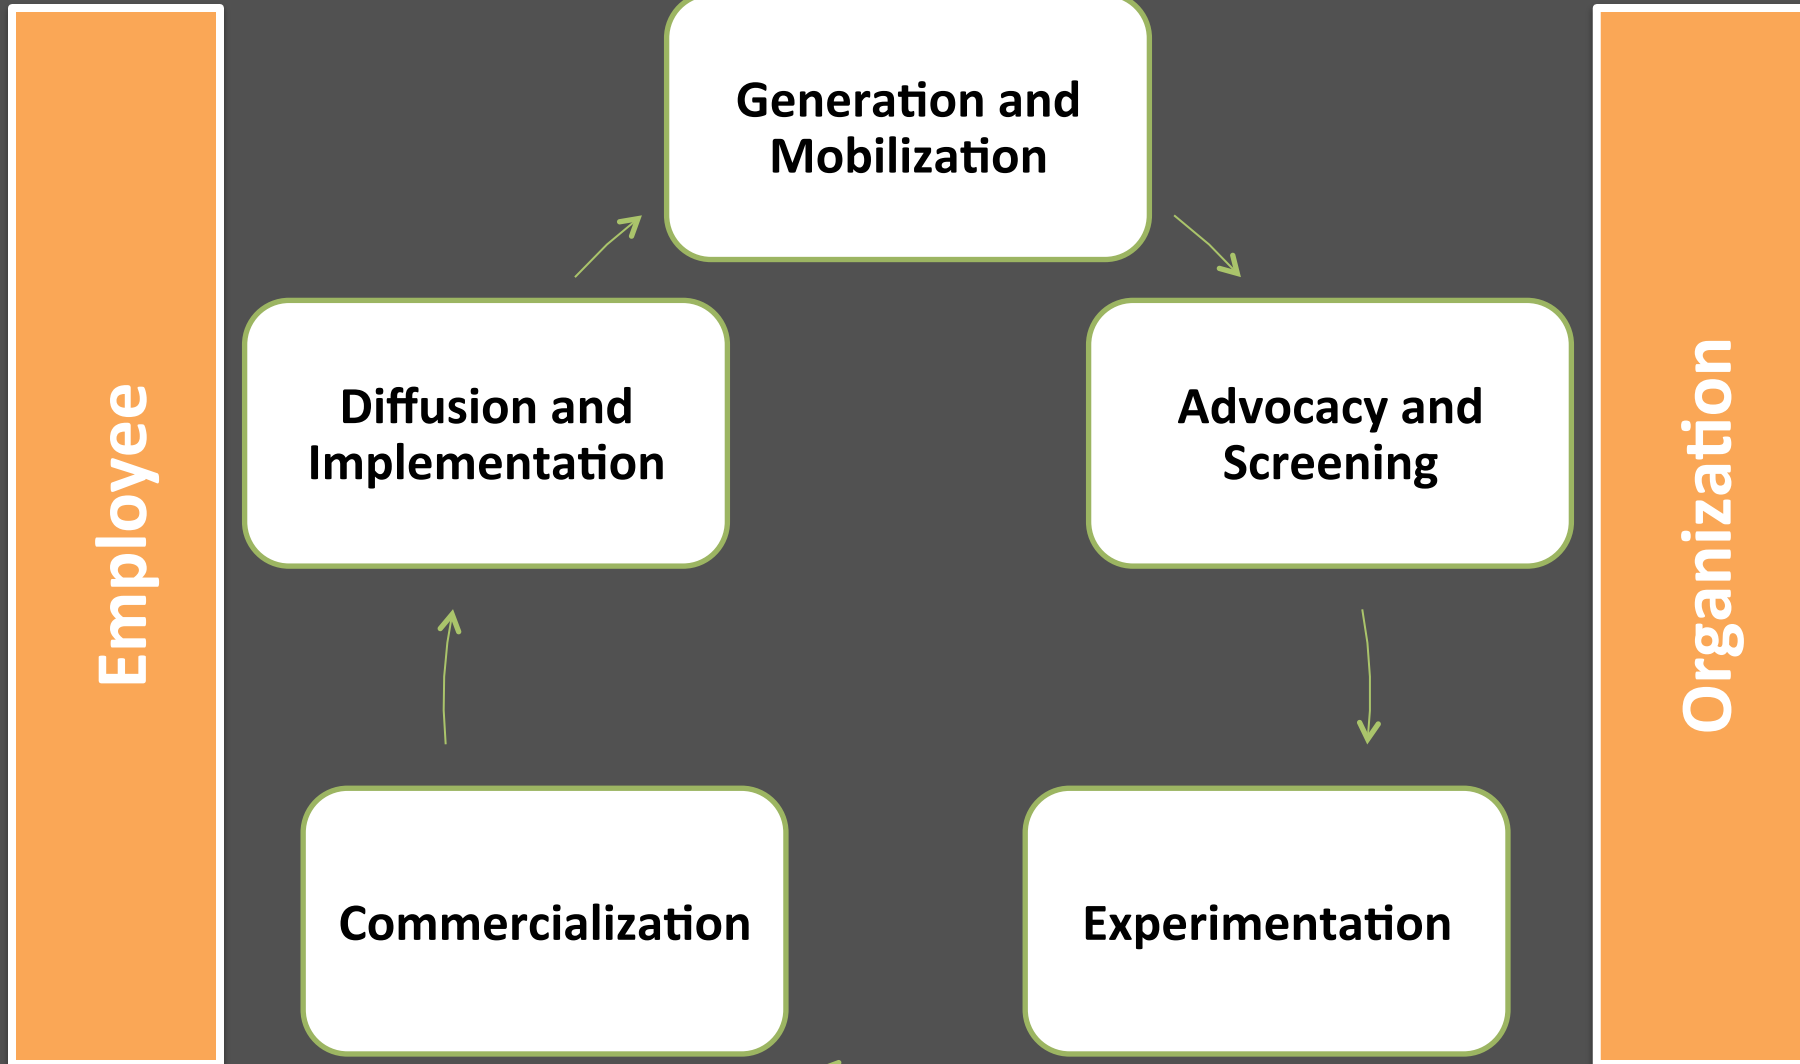 Generation and
Mobilization
Employee
Diffusion and
Implementation
Advocacy and
Screening
Organization
Commercialization
Experimentation